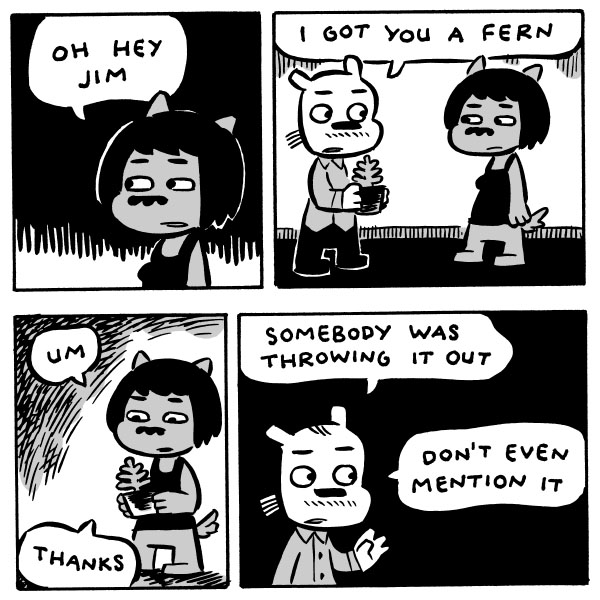 OH HEY
JIM
I GOT YOU A FERN
UM
THANKS
SOMEBODY WAS
THROWING IT OUT
DON'T EVEN
MENTION IT